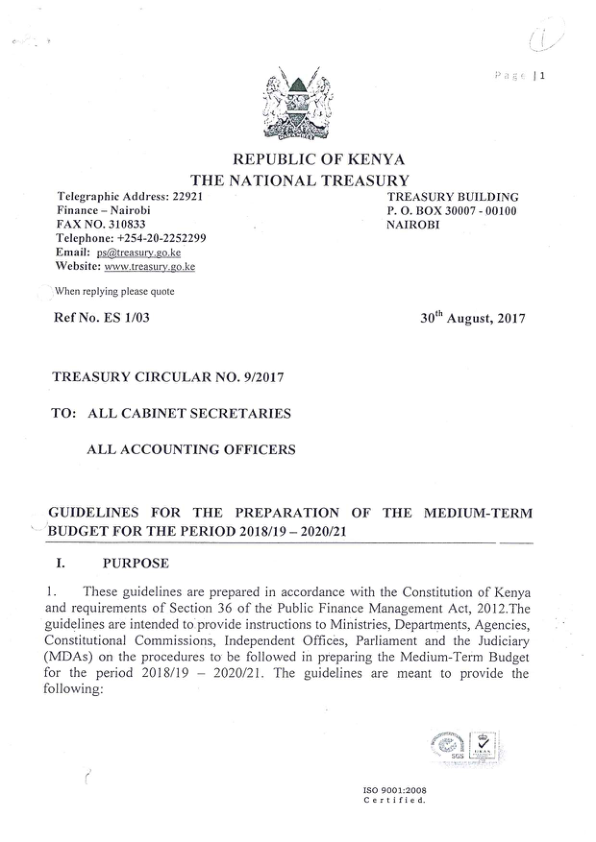 1
Page | 1
REPUBLIC OF KENYA
THE NATIONAL TREASURY
Telegraphic Address: 22921
Finance – Nairobi
FAX NO. 310833
Telephone: +254-20-2252299
Email: ps@treasury.go.ke
Website: www.treasury.go.ke
TREASURY BUILDING
P. O. BOX 30007 - 00100
NAIROBI
When replying please quote
Ref No. ES 1/03
30th August, 2017
TREASURY CIRCULAR NO. 9/2017
TO: ALL CABINET SECRETARIES
ALL ACCOUNTING OFFICERS
GUIDELINES FOR THE PREPARATION OF THE MEDIUM-TERM
BUDGET FOR THE PERIOD 2018/19 – 2020/21
I. PURPOSE
1. These guidelines are prepared in accordance with the Constitution of Kenya
and requirements of Section 36 of the Public Finance Management Act, 2012.The
guidelines are intended to provide instructions to Ministries, Departments, Agencies,
Constitutional Commissions, Independent Offices, Parliament and the Judiciary
(MDAs) on the procedures to be followed in preparing the Medium-Term Budget
for the period 2018/19 – 2020/21. The guidelines are meant to provide the
following:
SGS
UKAS
ISO 9001:2008
Certified.